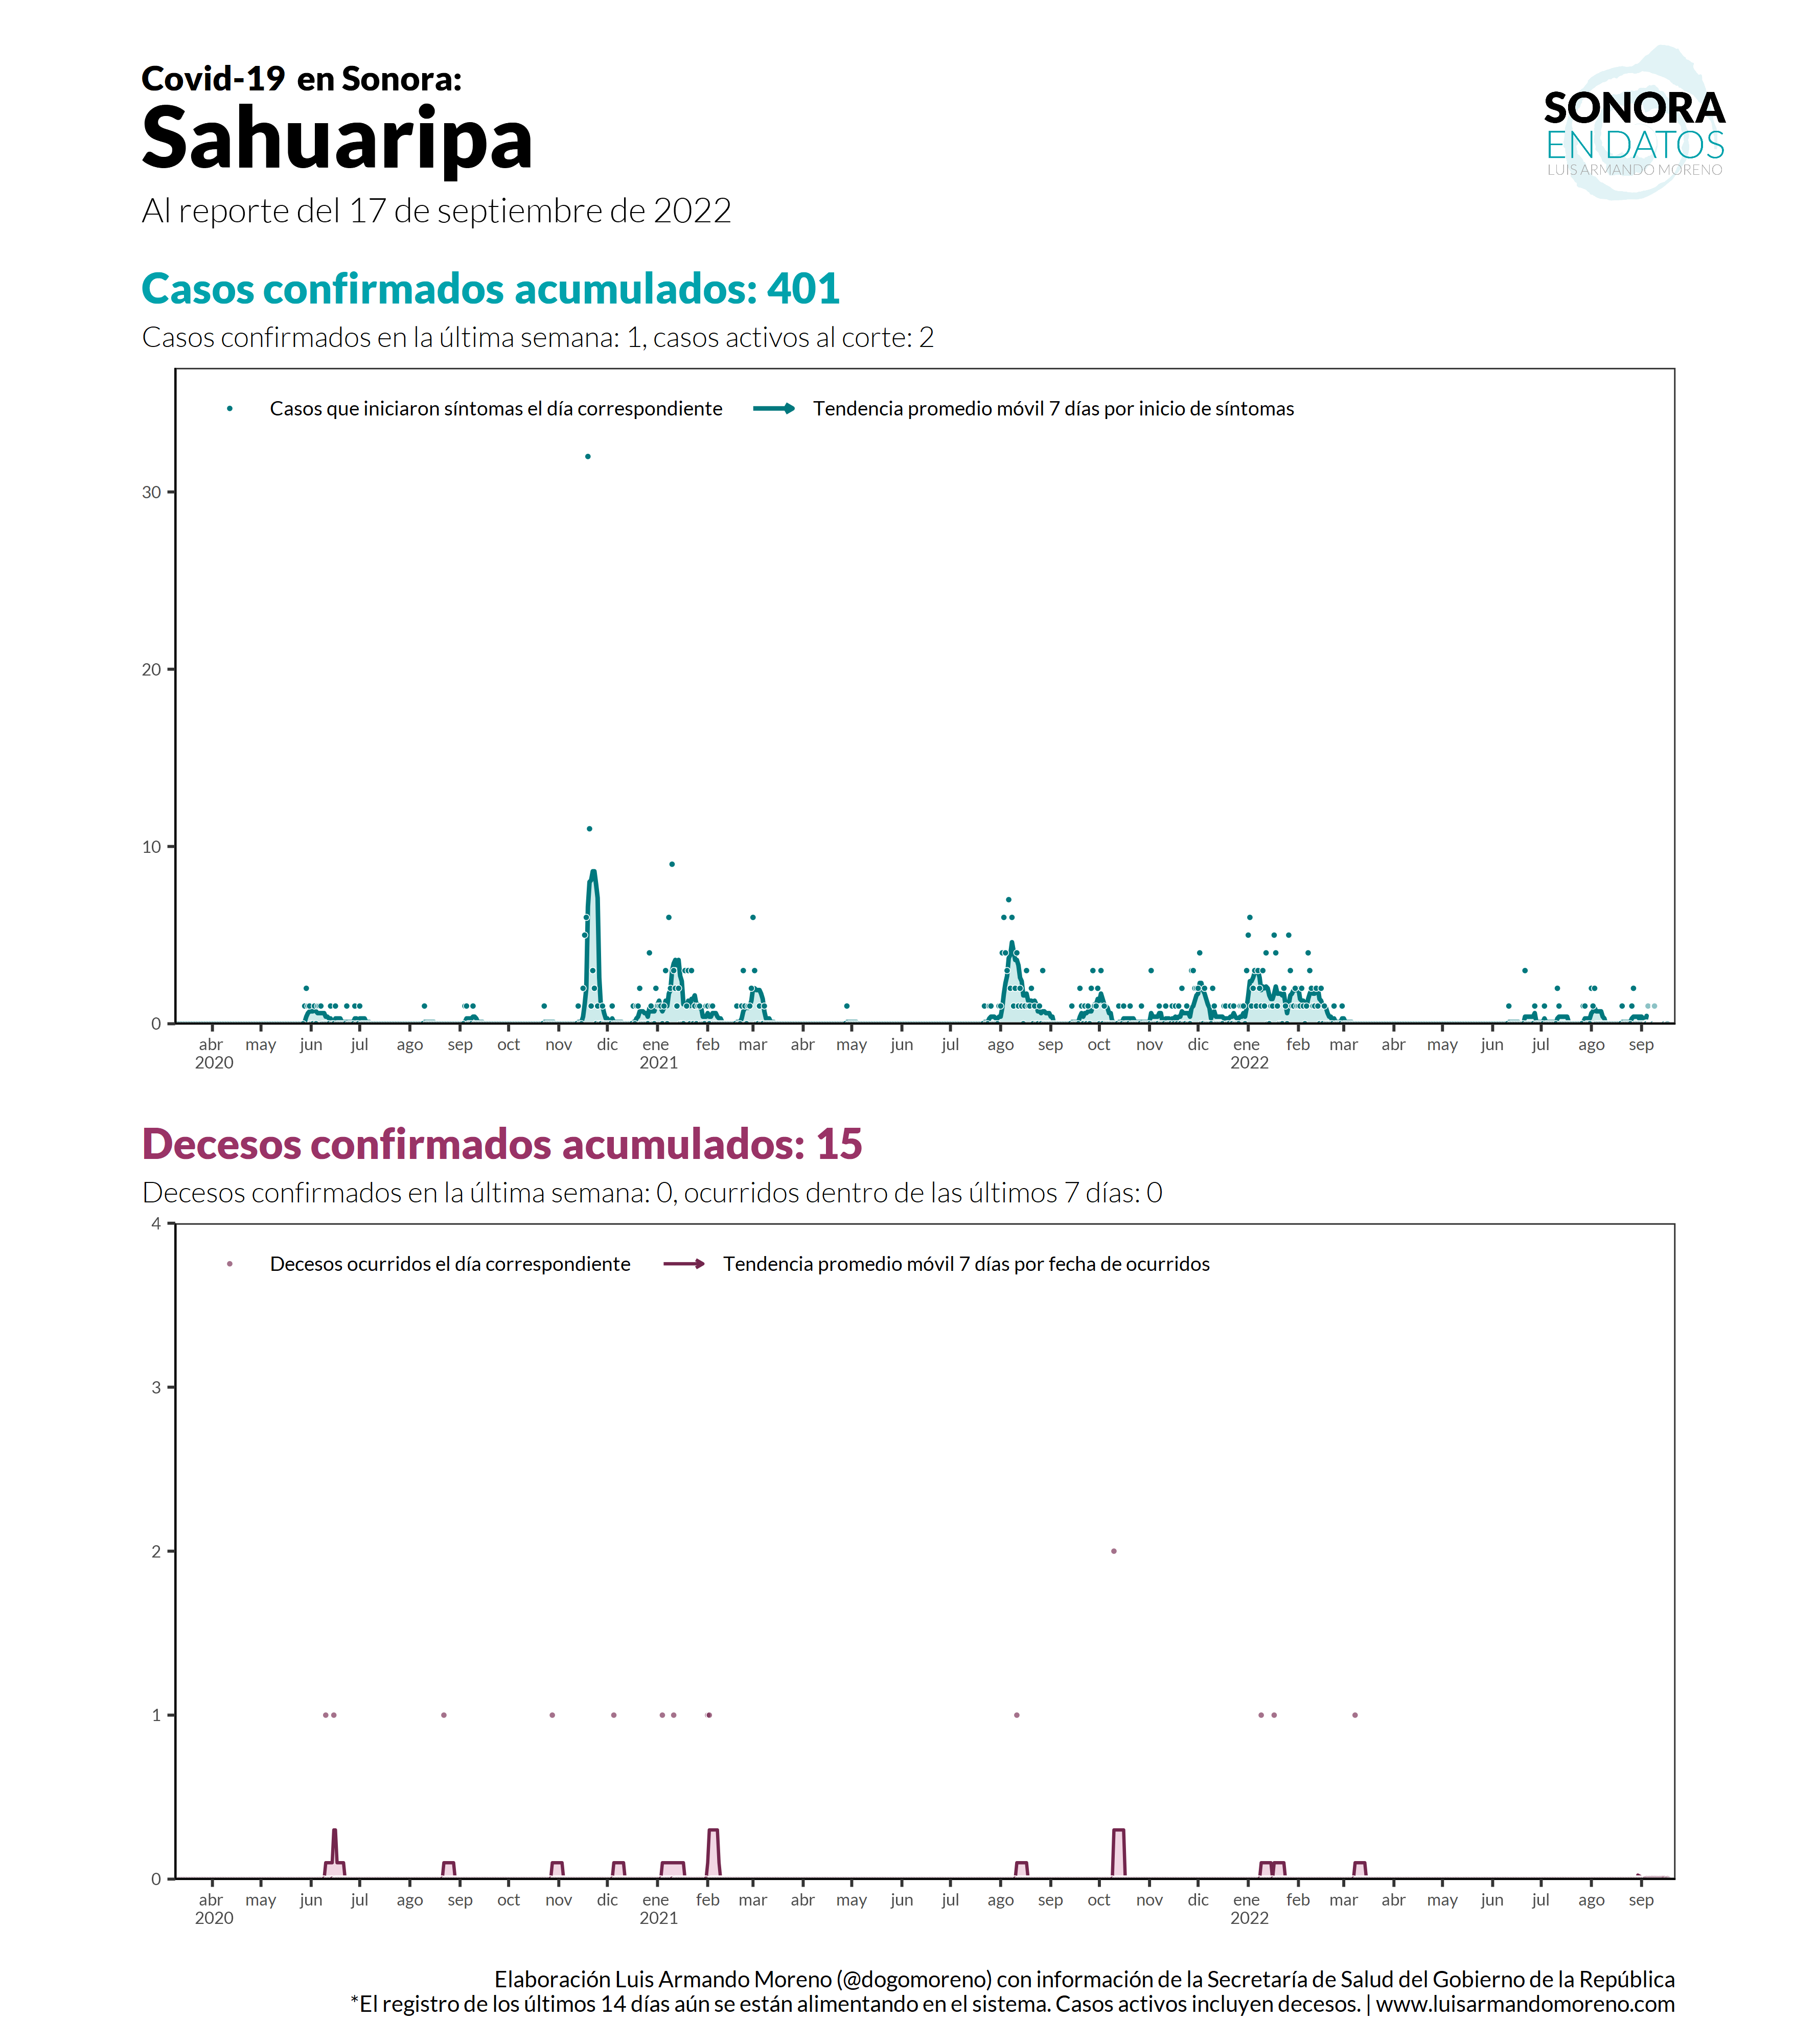 Covid-19 en Sonora:
Sahuaripa
Al reporte del 17 de septiembre de 2022
SONORA
EN DATOS
LUIS ARMANDO MORENO
Casos confirmados acumulados: 401
Casos confirmados en la última semana: 1, casos activos al corte: 2
Casos que iniciaron síntomas el día correspondiente
Tendencia promedio móvil 7 días por inicio de síntomas
30
20
10
0
abr may jun jul ago sep oct nov dic ene feb mar abr may jun jul ago sep oct nov dic ene feb mar abr may jun jul ago sep
2020 2021 2022
Decesos confirmados acumulados: 15
Decesos confirmados en la última semana: 0, ocurridos dentro de las últimos 7 días: 0
Decesos ocurridos el día correspondiente
Tendencia promedio móvil 7 días por fecha de ocurridos
4
3
2
1
0
abr may jun jul ago sep oct nov dic ene feb mar abr may jun jul ago sep oct nov dic ene feb mar abr may jun jul ago sep
2020 2021 2022
Elaboración Luis Armando Moreno (@dogomoreno) con información de la Secretaría de Salud del Gobierno de la República
*El registro de los últimos 14 días aún se están alimentando en el sistema. Casos activos incluyen decesos. | www.luisarmandomoreno.com